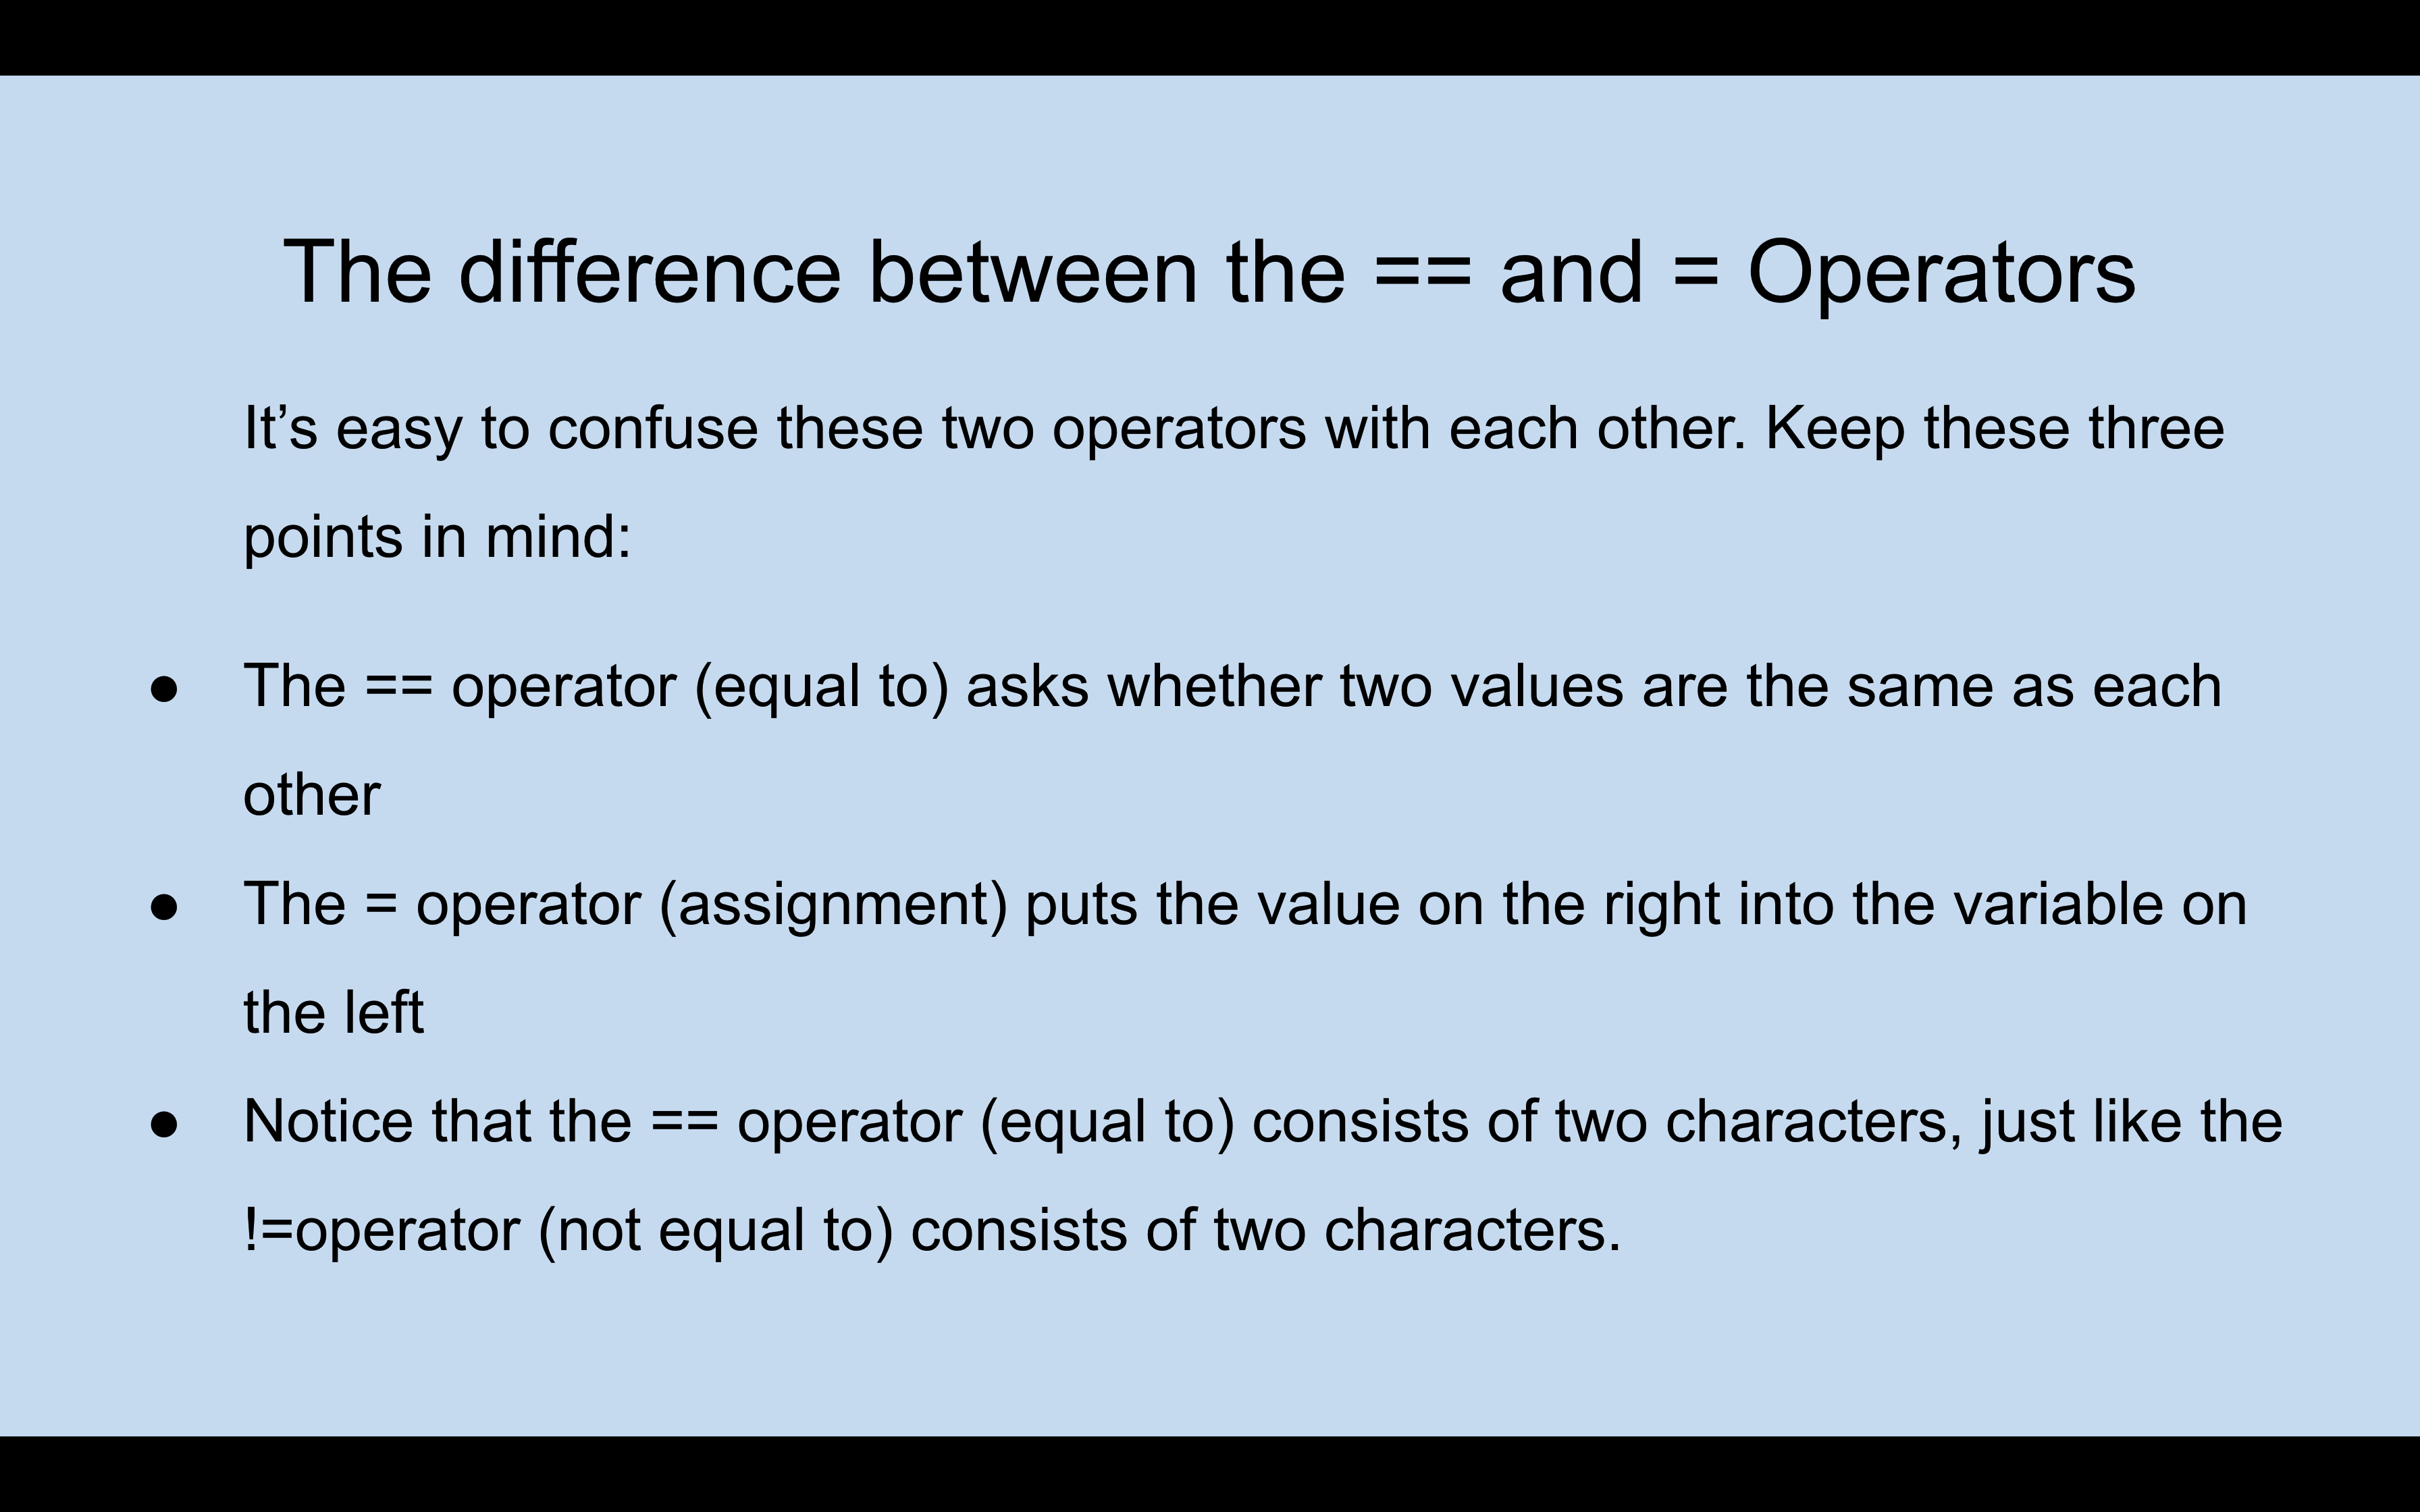 The difference between the == and = Operators
It’s easy to confuse these two operators with each other. Keep these three
points in mind:
● The == operator (equal to) asks whether two values are the same as each
other
● The = operator (assignment) puts the value on the right into the variable on
the left
● Notice that the == operator (equal to) consists of two characters, just like the
!=operator (not equal to) consists of two characters.